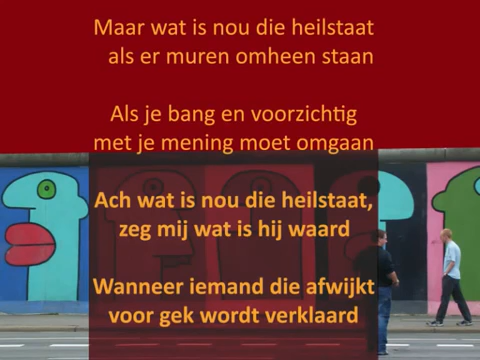 Maar wat is nou die heilstaat
als er muren omheen staan
Als je bang en voorzichtig
met je mening moet omgaan
Ach wat is nou die heilstaat,
zeg mij wat is hij waard
Wanneer iemand die afwijkt
voor gek wordt verklaard